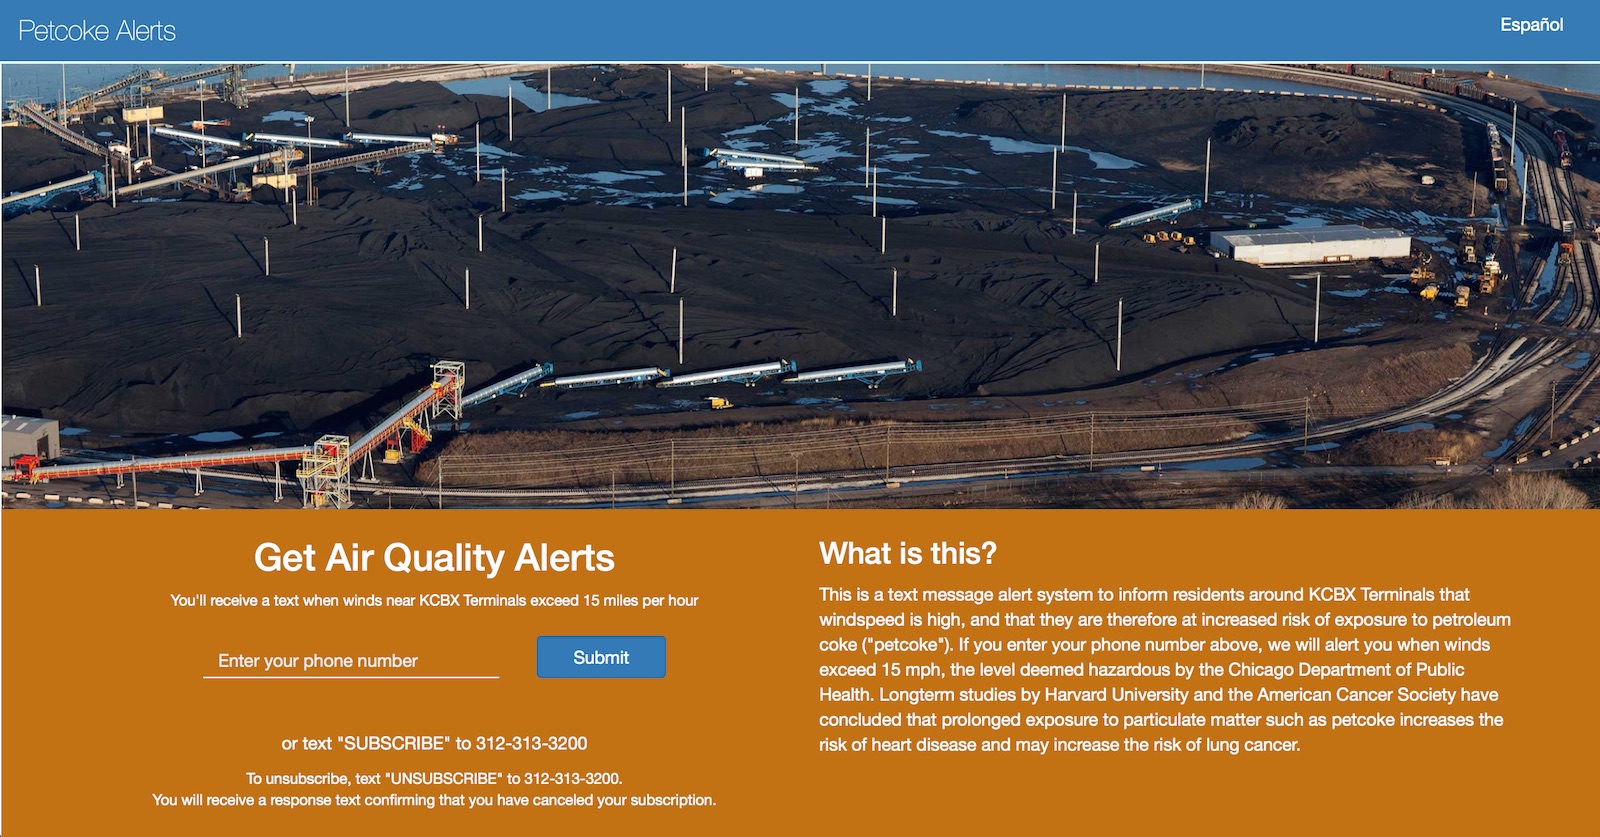 Petcoke Alerts
Español
Get Air Quality Alerts
You'll receive a text when winds near KCBX Terminals exceed 15 miles per hour
Enter your phone number
Submit
or text "SUBSCRIBE" to 312-313-3200
To unsubscribe, text "UNSUBSCRIBE" to 312-313-3200.
You will receive a response text confirming that you have canceled your subscription.
What is this?
This is a text message alert system to inform residents around KCBX Terminals that
windspeed is high, and that they are therefore at increased risk of exposure to petroleum
coke ("petcoke"). If you enter your phone number above, we will alert you when winds
exceed 15 mph, the level deemed hazardous by the Chicago Department of Public
Health. Longterm studies by Harvard University and the American Cancer Society have
concluded that prolonged exposure to particulate matter such as petcoke increases the
risk of heart disease and may increase the risk of lung cancer.